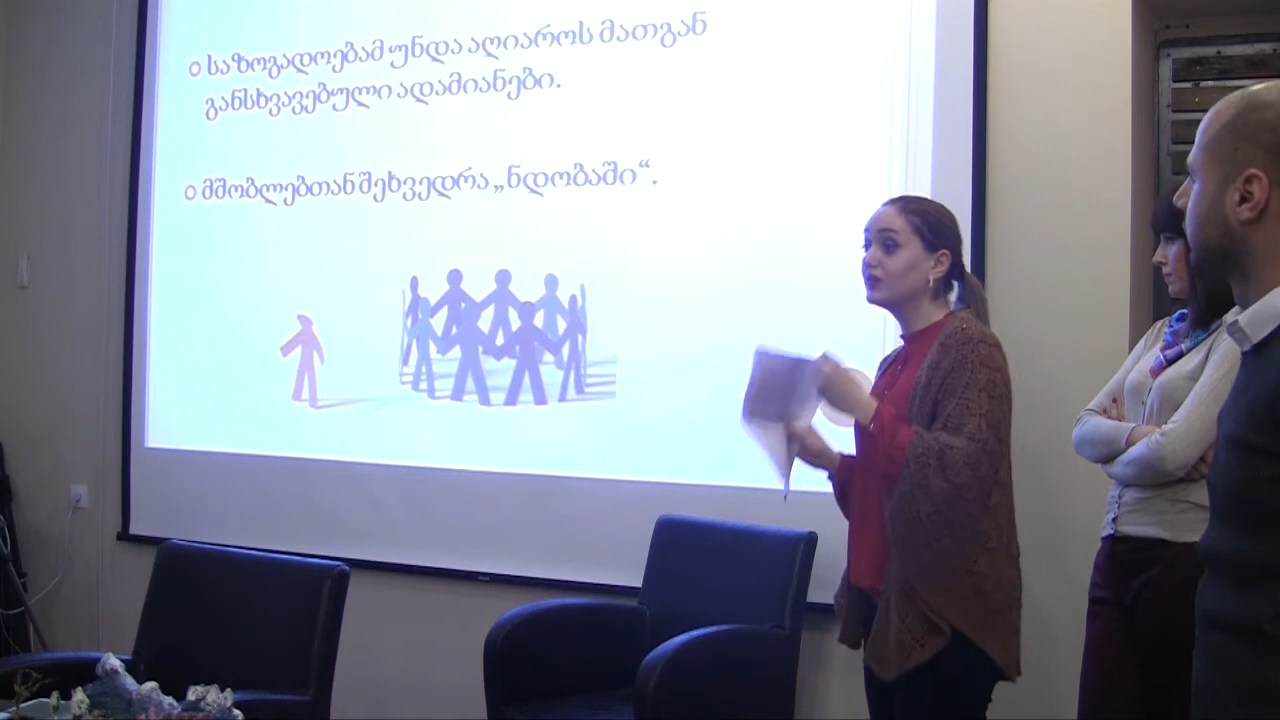 საზოგადოებამ უნდა აღიაროს მათგან
განსხვავებული ადამიანები.
მშობლებთან შეხვედრა „ნდობაში“.